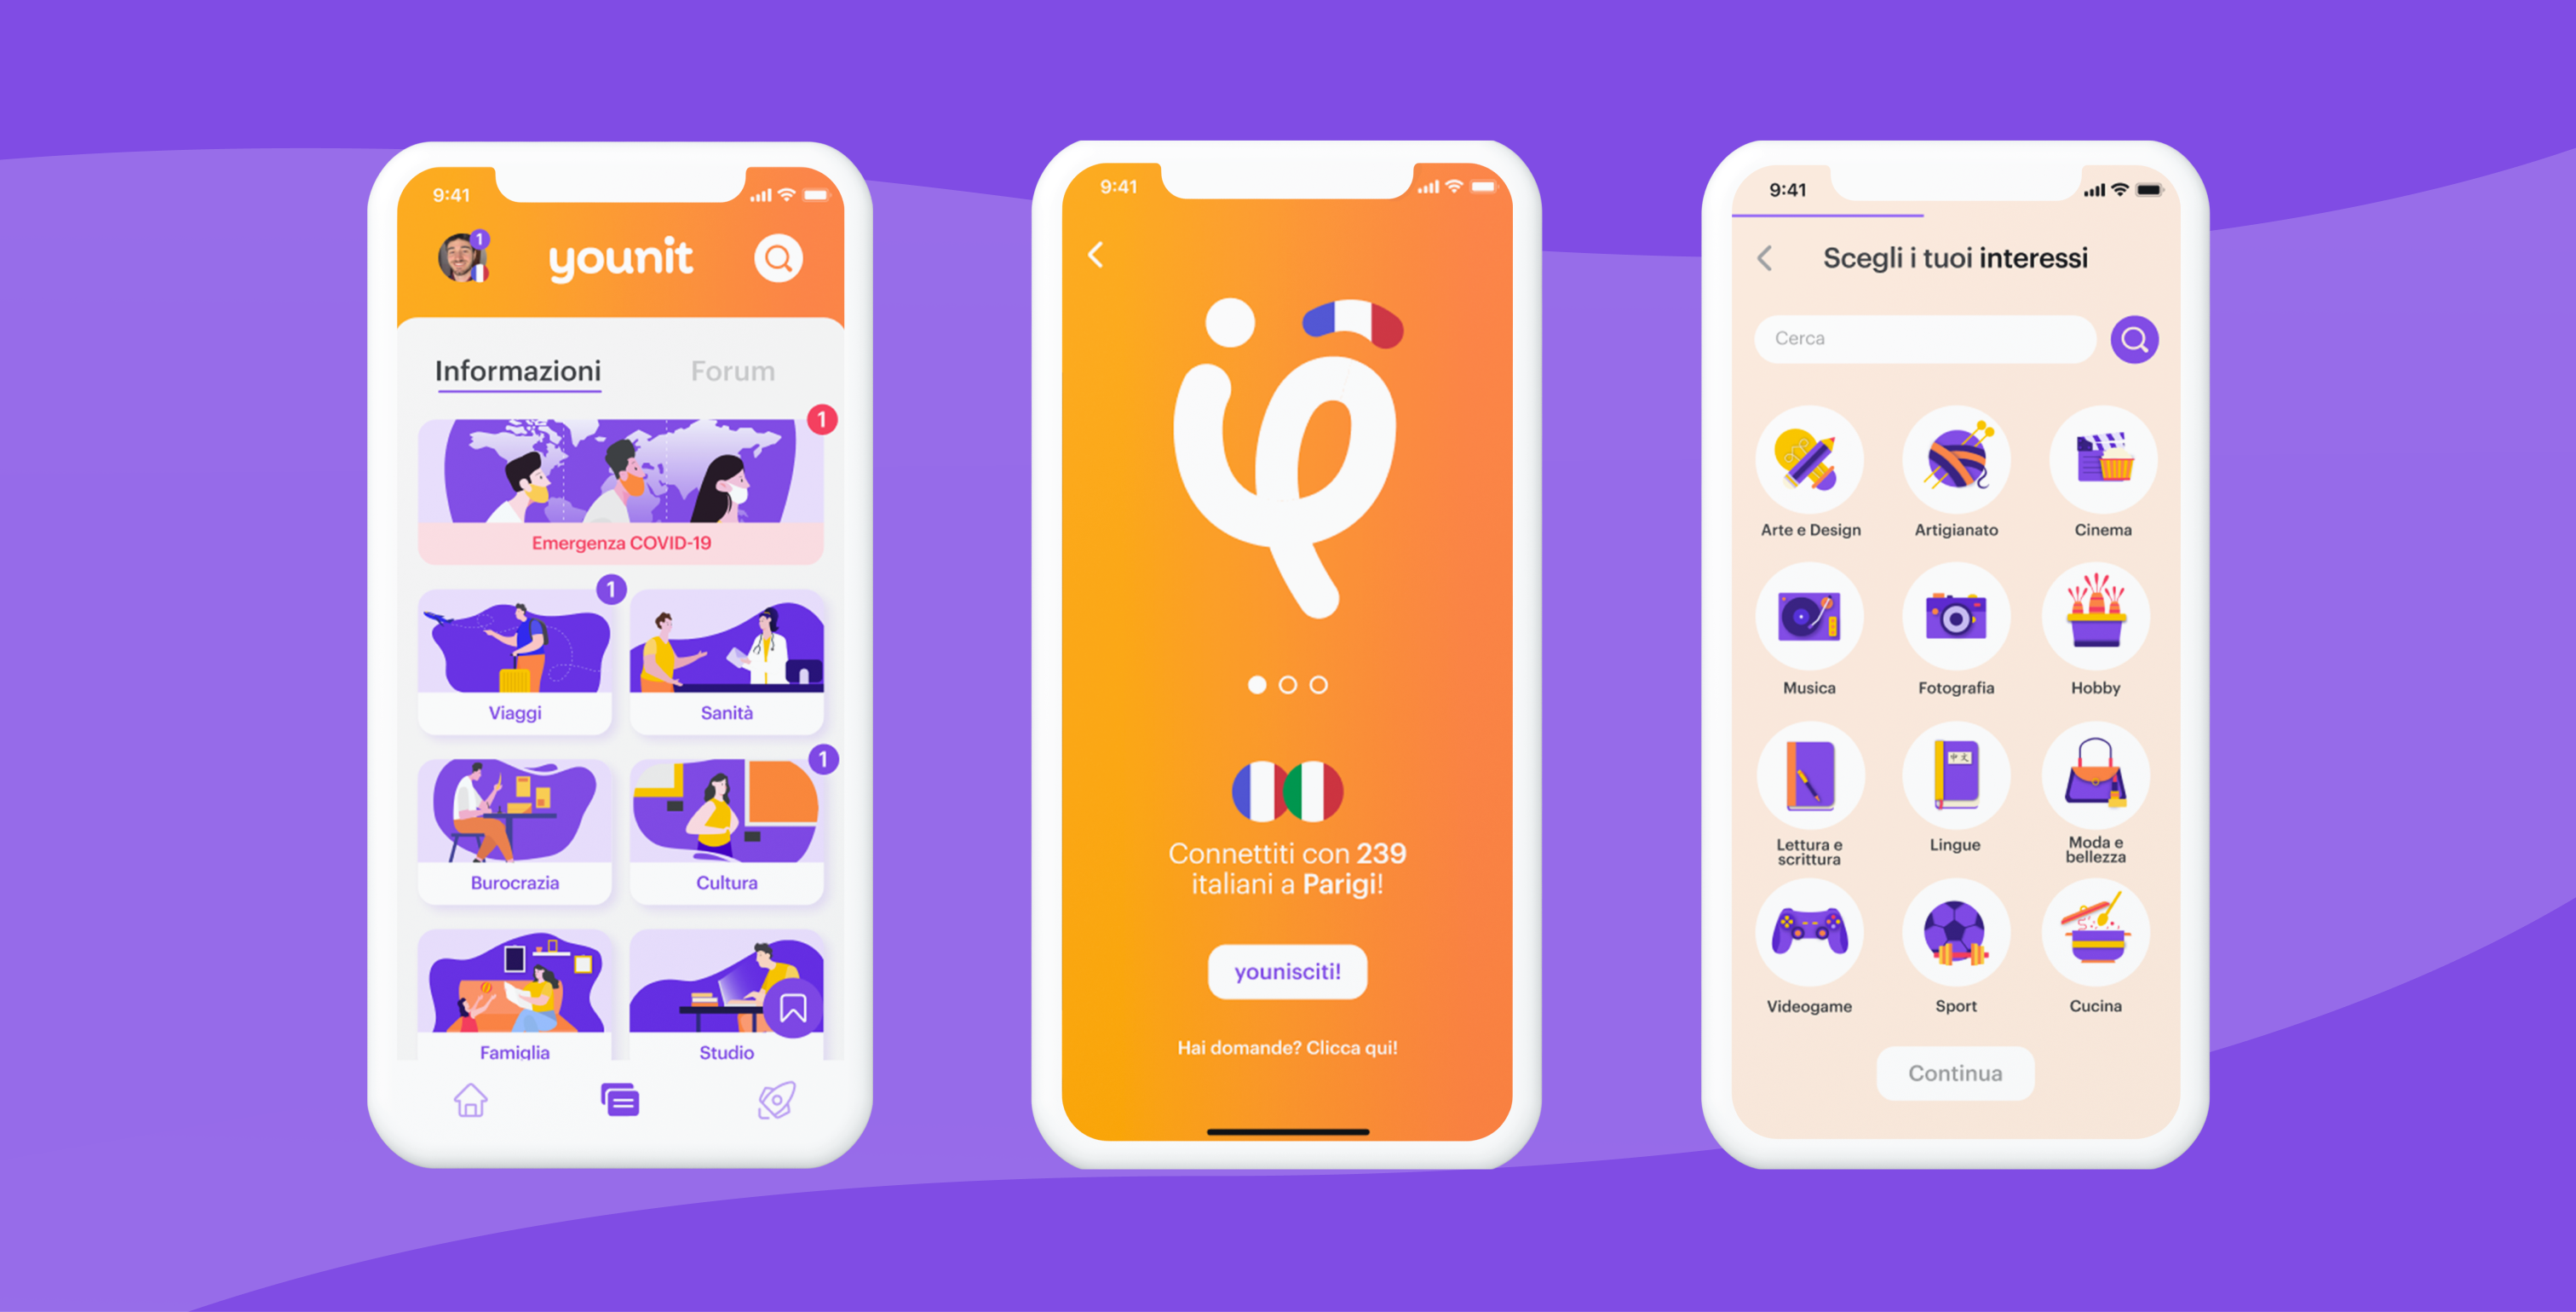 9:41
1
younit
Informazioni
Forum
1
Emergenza COVID-19
1
Viaggi
Sanità
1
Burocrazia
Cultura
Famiglia
Studio
9:41
Connettiti con 239
italiani a Parigi!
younisciti!
Hai domande? Clicca qui!
9:41
Scegli i tuoi interessi
Cerca
Arte e Design
Artigianato
Cinema
Musica
Fotografia
Hobby
中文
Lettura e
scrittura
Lingue
Moda e
bellezza
Videogame
Sport
Cucina
Continua